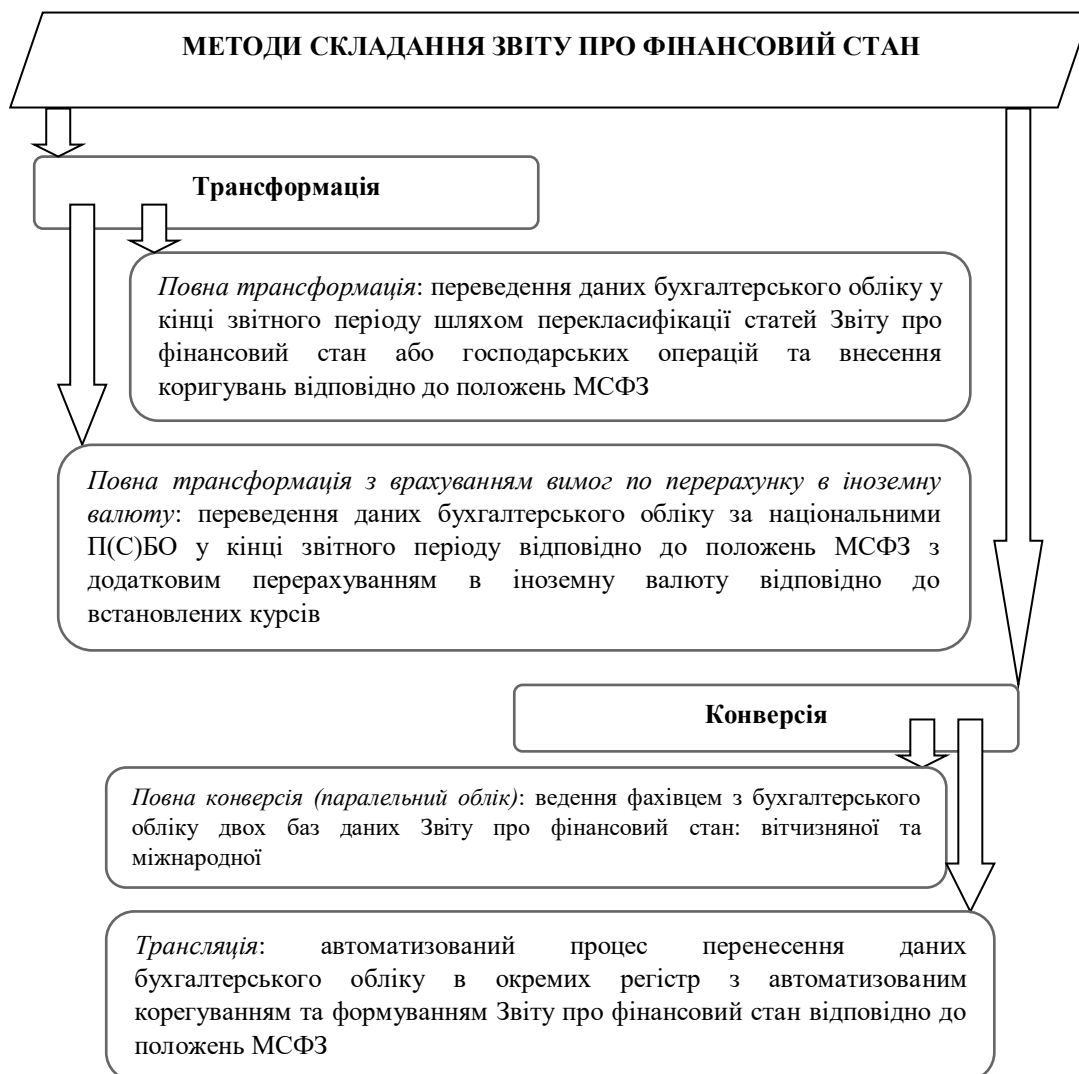 МЕТОДИ СКЛАДАННЯ ЗВІТУ ПРО ФІНАНСОВИЙ СТАН
Трансформація
Повна трансформація: переведення даних бухгалтерського обліку у
кінці звітного періоду шляхом перекласифікації статей Звіту про
фінансовий стан або господарських операцій та внесення
коригувань відповідно до положень МСФЗ
Повна трансформація з врахуванням вимог по перерахунку в іноземну
валюту: переведення даних бухгалтерського обліку за національними
П(С)БО у кінці звітного періоду відповідно до положень МСФЗ з
додатковим перерахуванням в іноземну валюту відповідно до
встановлених курсів
Конверсія
Повна конверсія (паралельний облік): ведення фахівцем з бухгалтерського
обліку двох баз даних Звіту про фінансовий стан: вітчизняної та
міжнародної
Трансляція: автоматизований процес перенесення даних
бухгалтерського обліку в окремих регістр з автоматизованим
корегуванням та формуванням Звіту про фінансовий стан відповідно до
положень МСФЗ